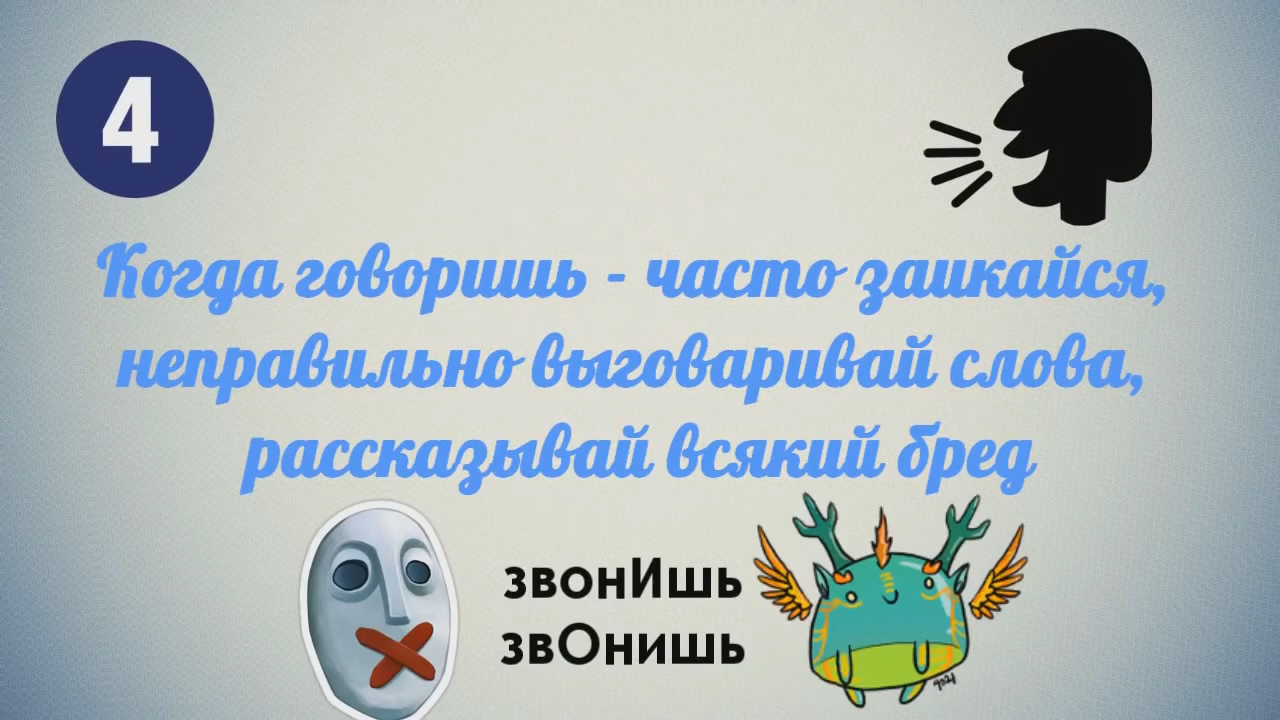 4
Когда говоришь - часто заикайся,
неправильно выговаривай слова,
рассказывай всякий бред
звонИшь
звОнишь